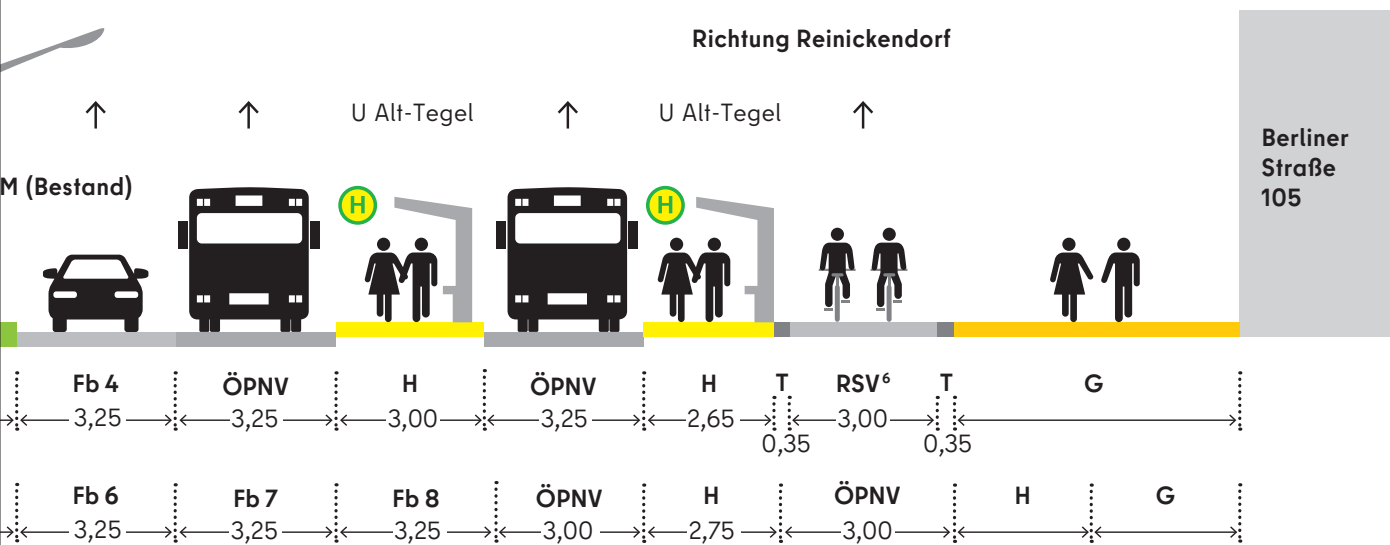 Richtung Reinickendorf
U Alt-Tegel
U Alt-Tegel
Berliner
Straße
105
M (Bestand)
H
H
Fb 4 ÖPNV H ÖPNV H T RSV⁶ T G
3,25 3,25 3,00 3,25 2,65 3,00
0,35 0,35
Fb 6 Fb 7 Fb 8 ÖPNV H ÖPNV H G
3,25 3,25 3,25 3,00 2,75 3,00